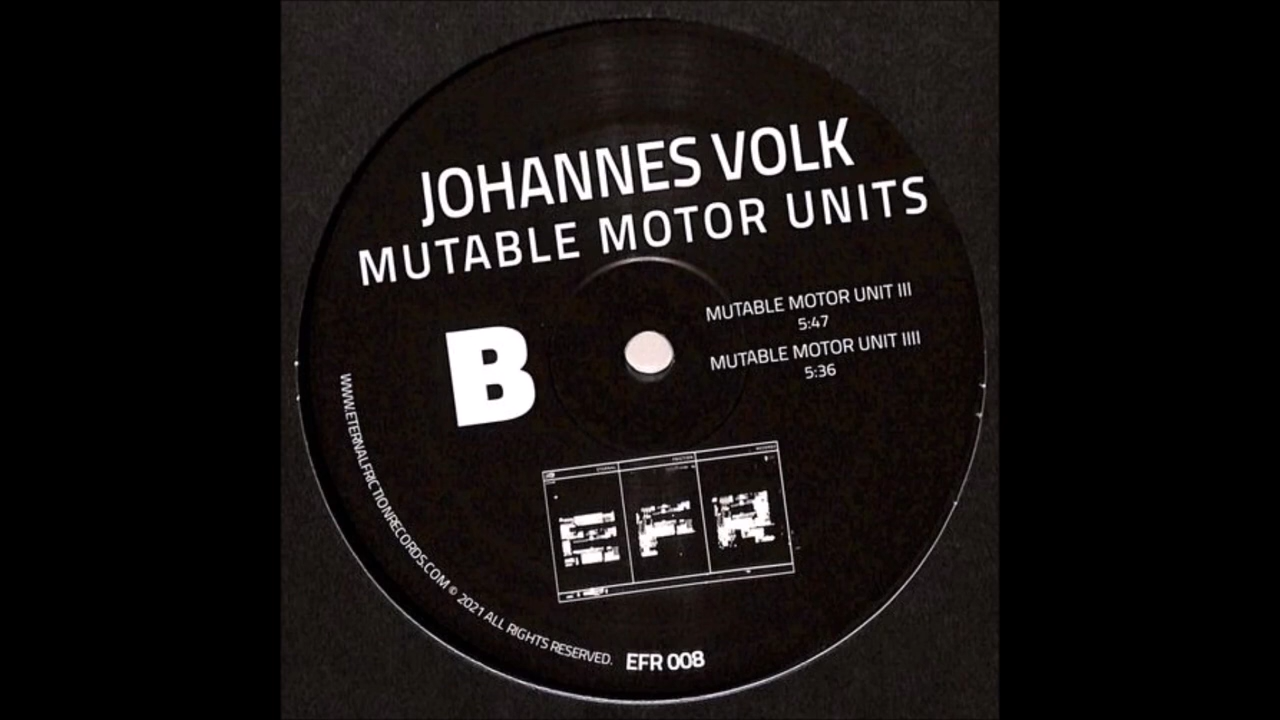 JOHANNES VOLK
MUTABLE MOTOR UNITS
MUTABLE MOTOR UNIT III
5:47
MUTABLE MOTOR UNIT IIII
5:36
B
EFR
WWW.ETERNALFRICTIONRECORDS.COM © 2021 ALL RIGHTS RESERVED.
EFR 008